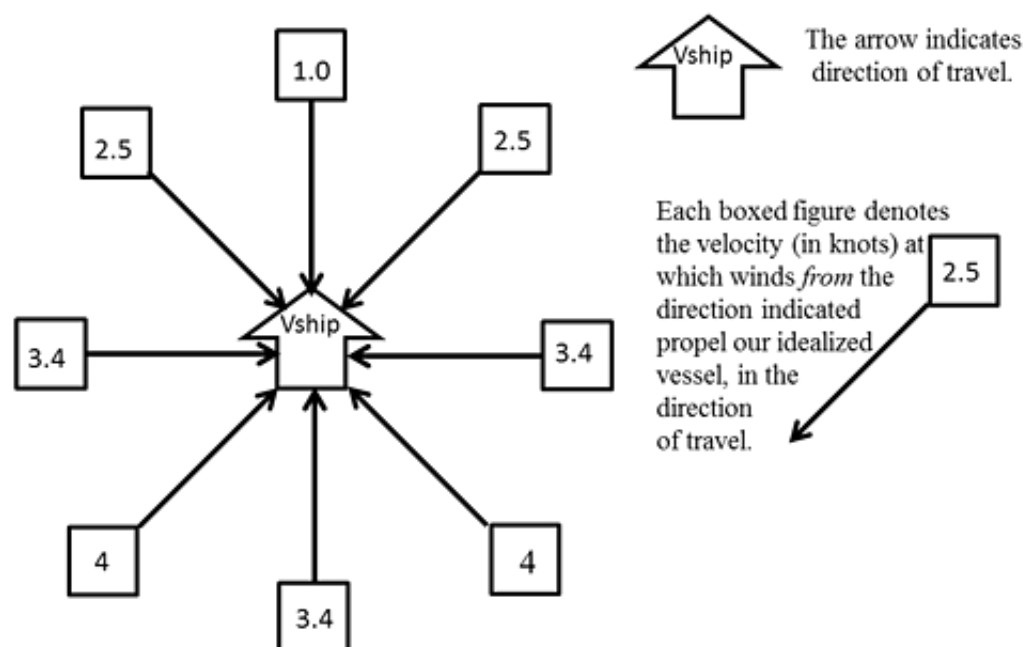 1.0
2.5
2.5
3.4
Vship
3.4
4
4
3.4
Vship
The arrow indicates
direction of travel.
Each boxed figure denotes
the velocity (in knots) at
which winds from the
direction indicated
propel our idealized
vessel, in the
direction
of travel.
2.5